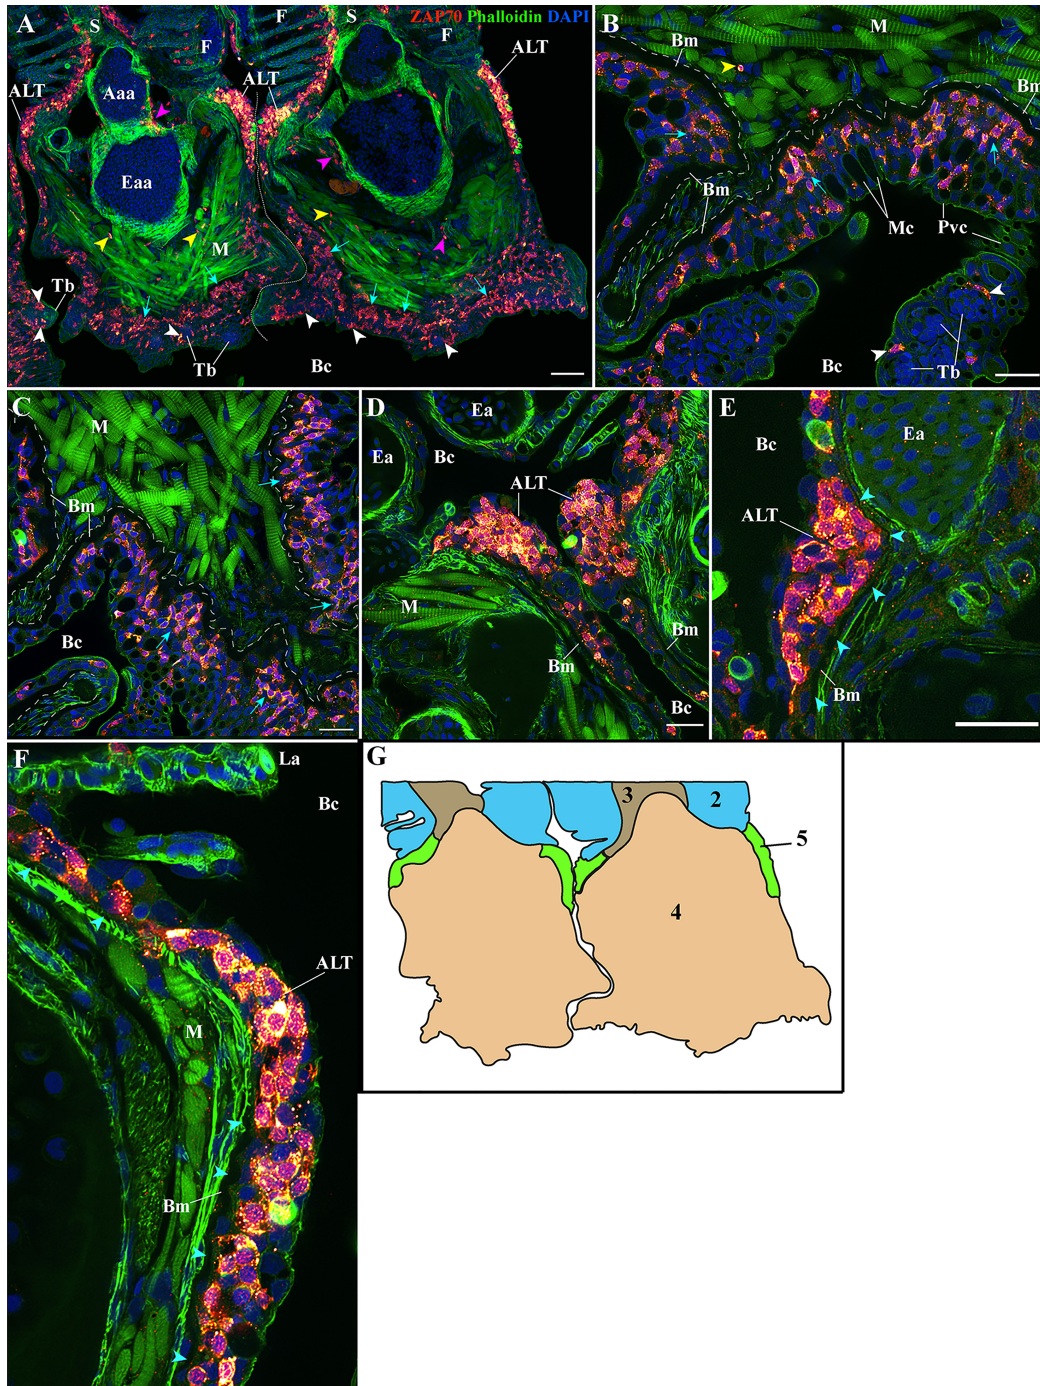 A
S
F
F
S
ZAP70 Phalloidin DAPI
F
ALT
ALT
ALT
Aaa
Eaa
M
Tb
Tb
Bc
B
Bm
M
Bm
Bm
Mc
Pvc
Bc
Tb
C
M
Bm
Bc
D
Ea
Ea
Bc
ALT
M
Bm
Bm
Bc
E
Ea
Bc
ALT
Bm
F
La
Bc
ALT
M
Bm
G
3
2
5
4